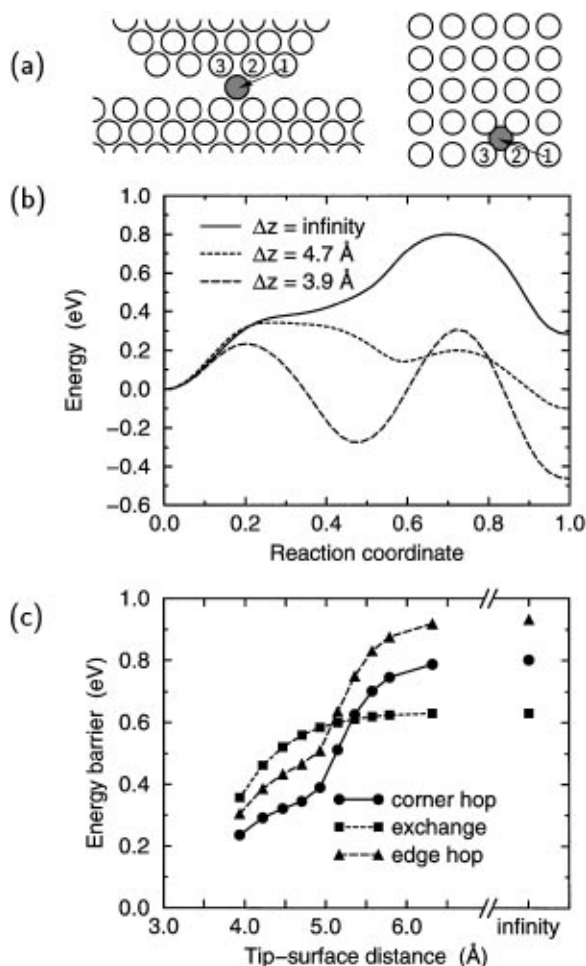 (a)
3 2 1
3 2 1
(b)
1.0
0.8
0.6
0.4
0.2
0.0
−0.2
−0.4
−0.6
Energy (eV)
Δz = infinity
Δz = 4.7 Å
Δz = 3.9 Å
0.0 0.2 0.4 0.6 0.8 1.0
Reaction coordinate
(c)
1.0
0.8
0.6
0.4
0.2
0.0
Energy barrier (eV)
corner hop
exchange
edge hop
3.0 4.0 5.0 6.0 infinity
Tip−surface distance (Å)